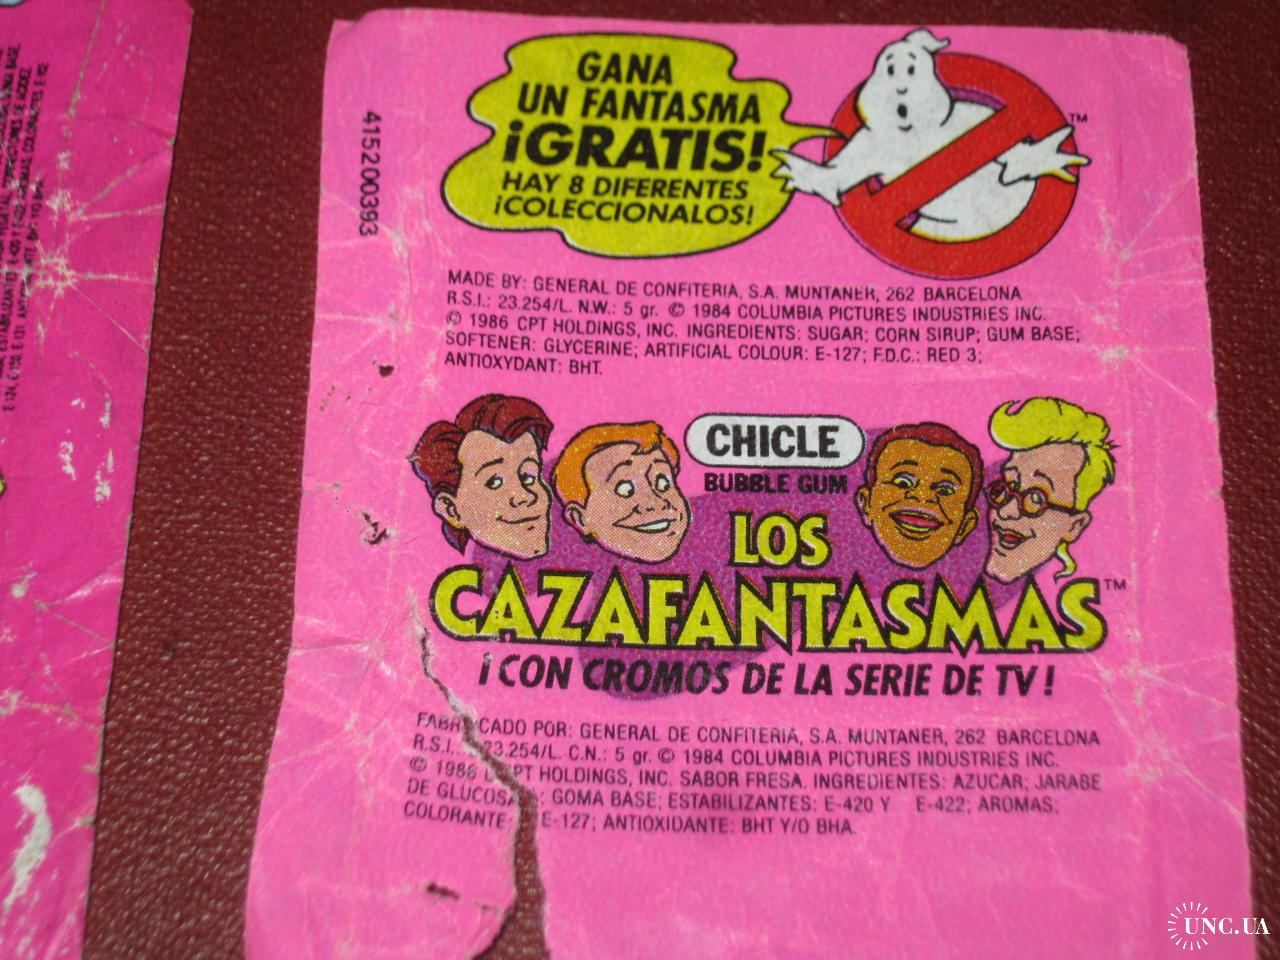 GANA
UN FANTASMA
¡GRATIS!
HAY 8 DIFERENTES
¡COLECCIONALOS!
TM
415200393
MADE BY: GENERAL DE CONFITERIA, S.A. MUNTANER, 262 BARCELONA
R.S.I.: 23.254/L. N.W.: 5 gr. © 1984 COLUMBIA PICTURES INDUSTRIES INC.
© 1986 CPT HOLDINGS, INC. INGREDIENTS: SUGAR; CORN SIRUP; GUM BASE;
SOFTENER: GLYCERINE; ARTIFICIAL COLOUR: E-127; F.D.C.: RED 3;
ANTIOXYDANT: BHT.
CHICLE
BUBBLE GUM
LOS
CAZAFANTASMAS TM
¡CON CROMOS DE LA SERIE DE TV!
FABRICADO POR: GENERAL DE CONFITERIA, S.A. MUNTANER, 262 BARCELONA
R.S.I.: 23.254/L. C.N.: 5 gr. © 1984 COLUMBIA PICTURES INDUSTRIES INC.
© 1986 CPT HOLDINGS, INC. SABOR FRESA. INGREDIENTES: AZUCAR; JARABE
DE GLUCOSA; GOMA BASE; ESTABILIZANTES: E-420 Y E-422; AROMAS;
COLORANTE: E-127; ANTIOXIDANTE: BHT Y/O BHA.
UNC.UA